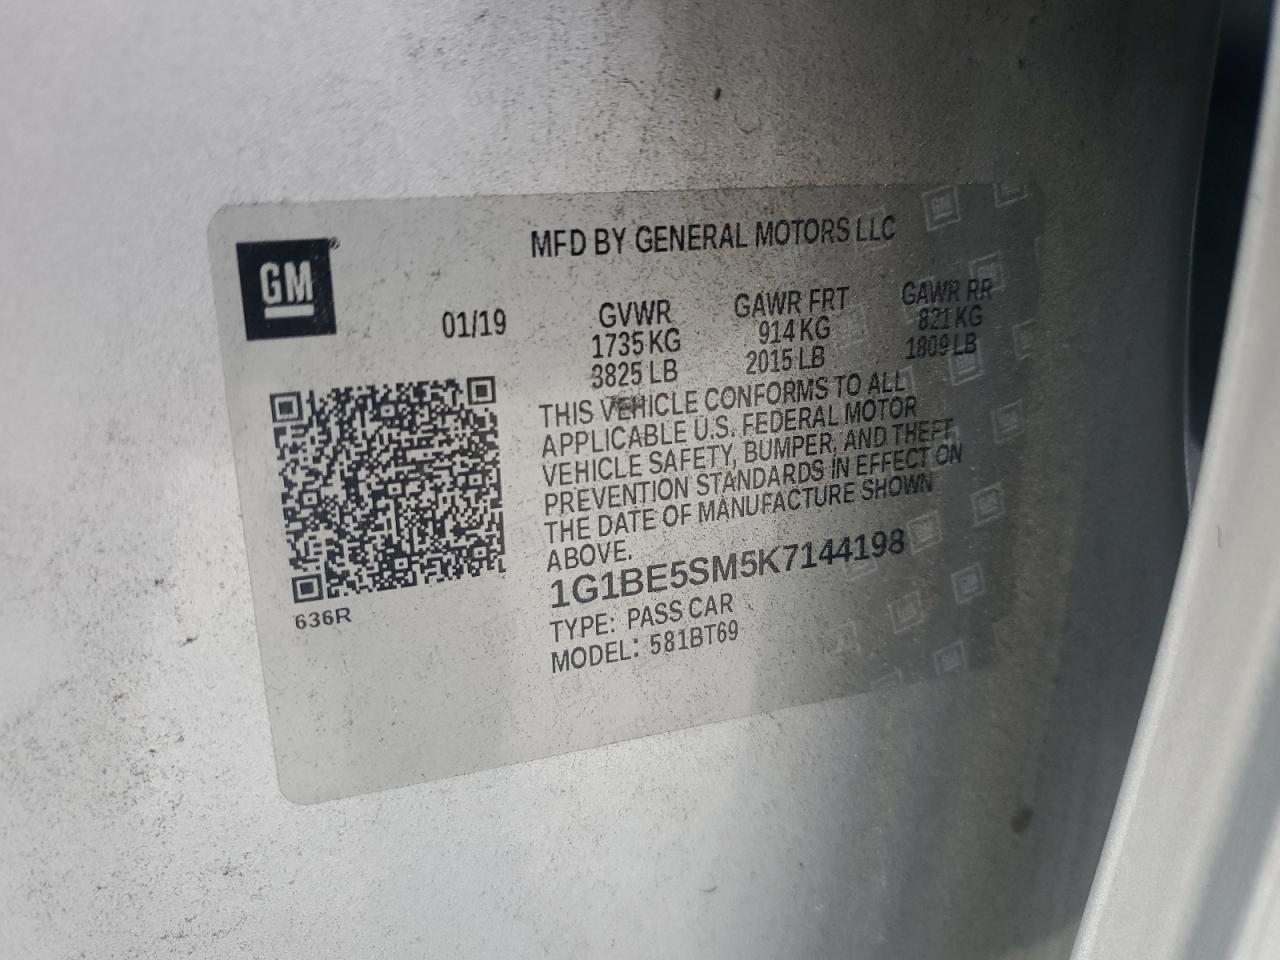 MFD BY GENERAL MOTORS LLC
GM
01/19
GVWR GAWR FRT GAWR RR
1735 KG 914 KG 821 KG
3825 LB 2015 LB 1809 LB
THIS VEHICLE CONFORMS TO ALL
APPLICABLE U.S. FEDERAL MOTOR
VEHICLE SAFETY, BUMPER, AND THEFT
PREVENTION STANDARDS IN EFFECT ON
THE DATE OF MANUFACTURE SHOWN
ABOVE.
1G1BE5SM5K7144198
TYPE: PASS CAR
MODEL: 581BT69
636R